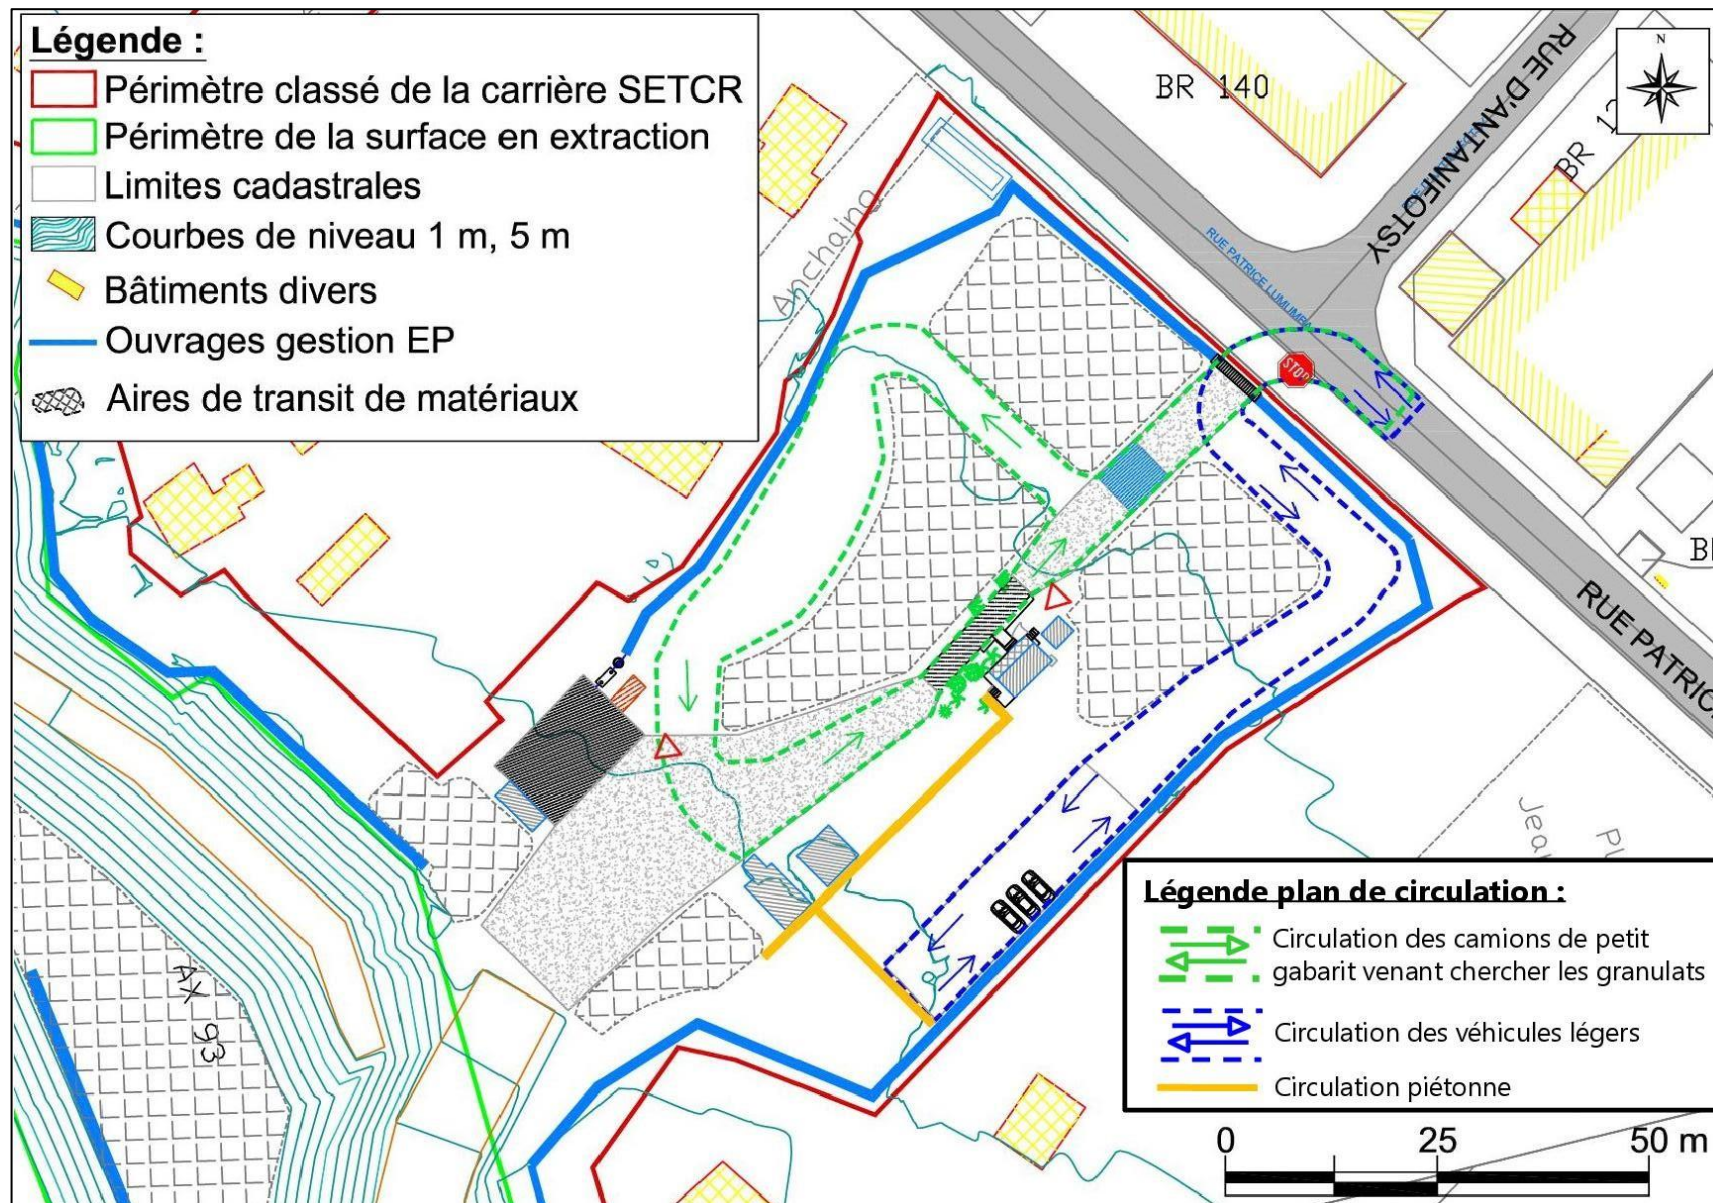 Légende :
Périmètre classé de la carrière SETCR
Périmètre de la surface en extraction
Limites cadastrales
Courbes de niveau 1 m, 5 m
Bâtiments divers
Ouvrages gestion EP
Aires de transit de matériaux
N
BR 140
RUE D'ANTANIFOTSY
BR
Anchaing
RUE PATRICE LUMUMBA
STOP
RUE PATRIC
AX 93
Légende plan de circulation :
Circulation des camions de petit
gabarit venant chercher les granulats
Circulation des véhicules légers
Circulation piétonne
0 25 50 m